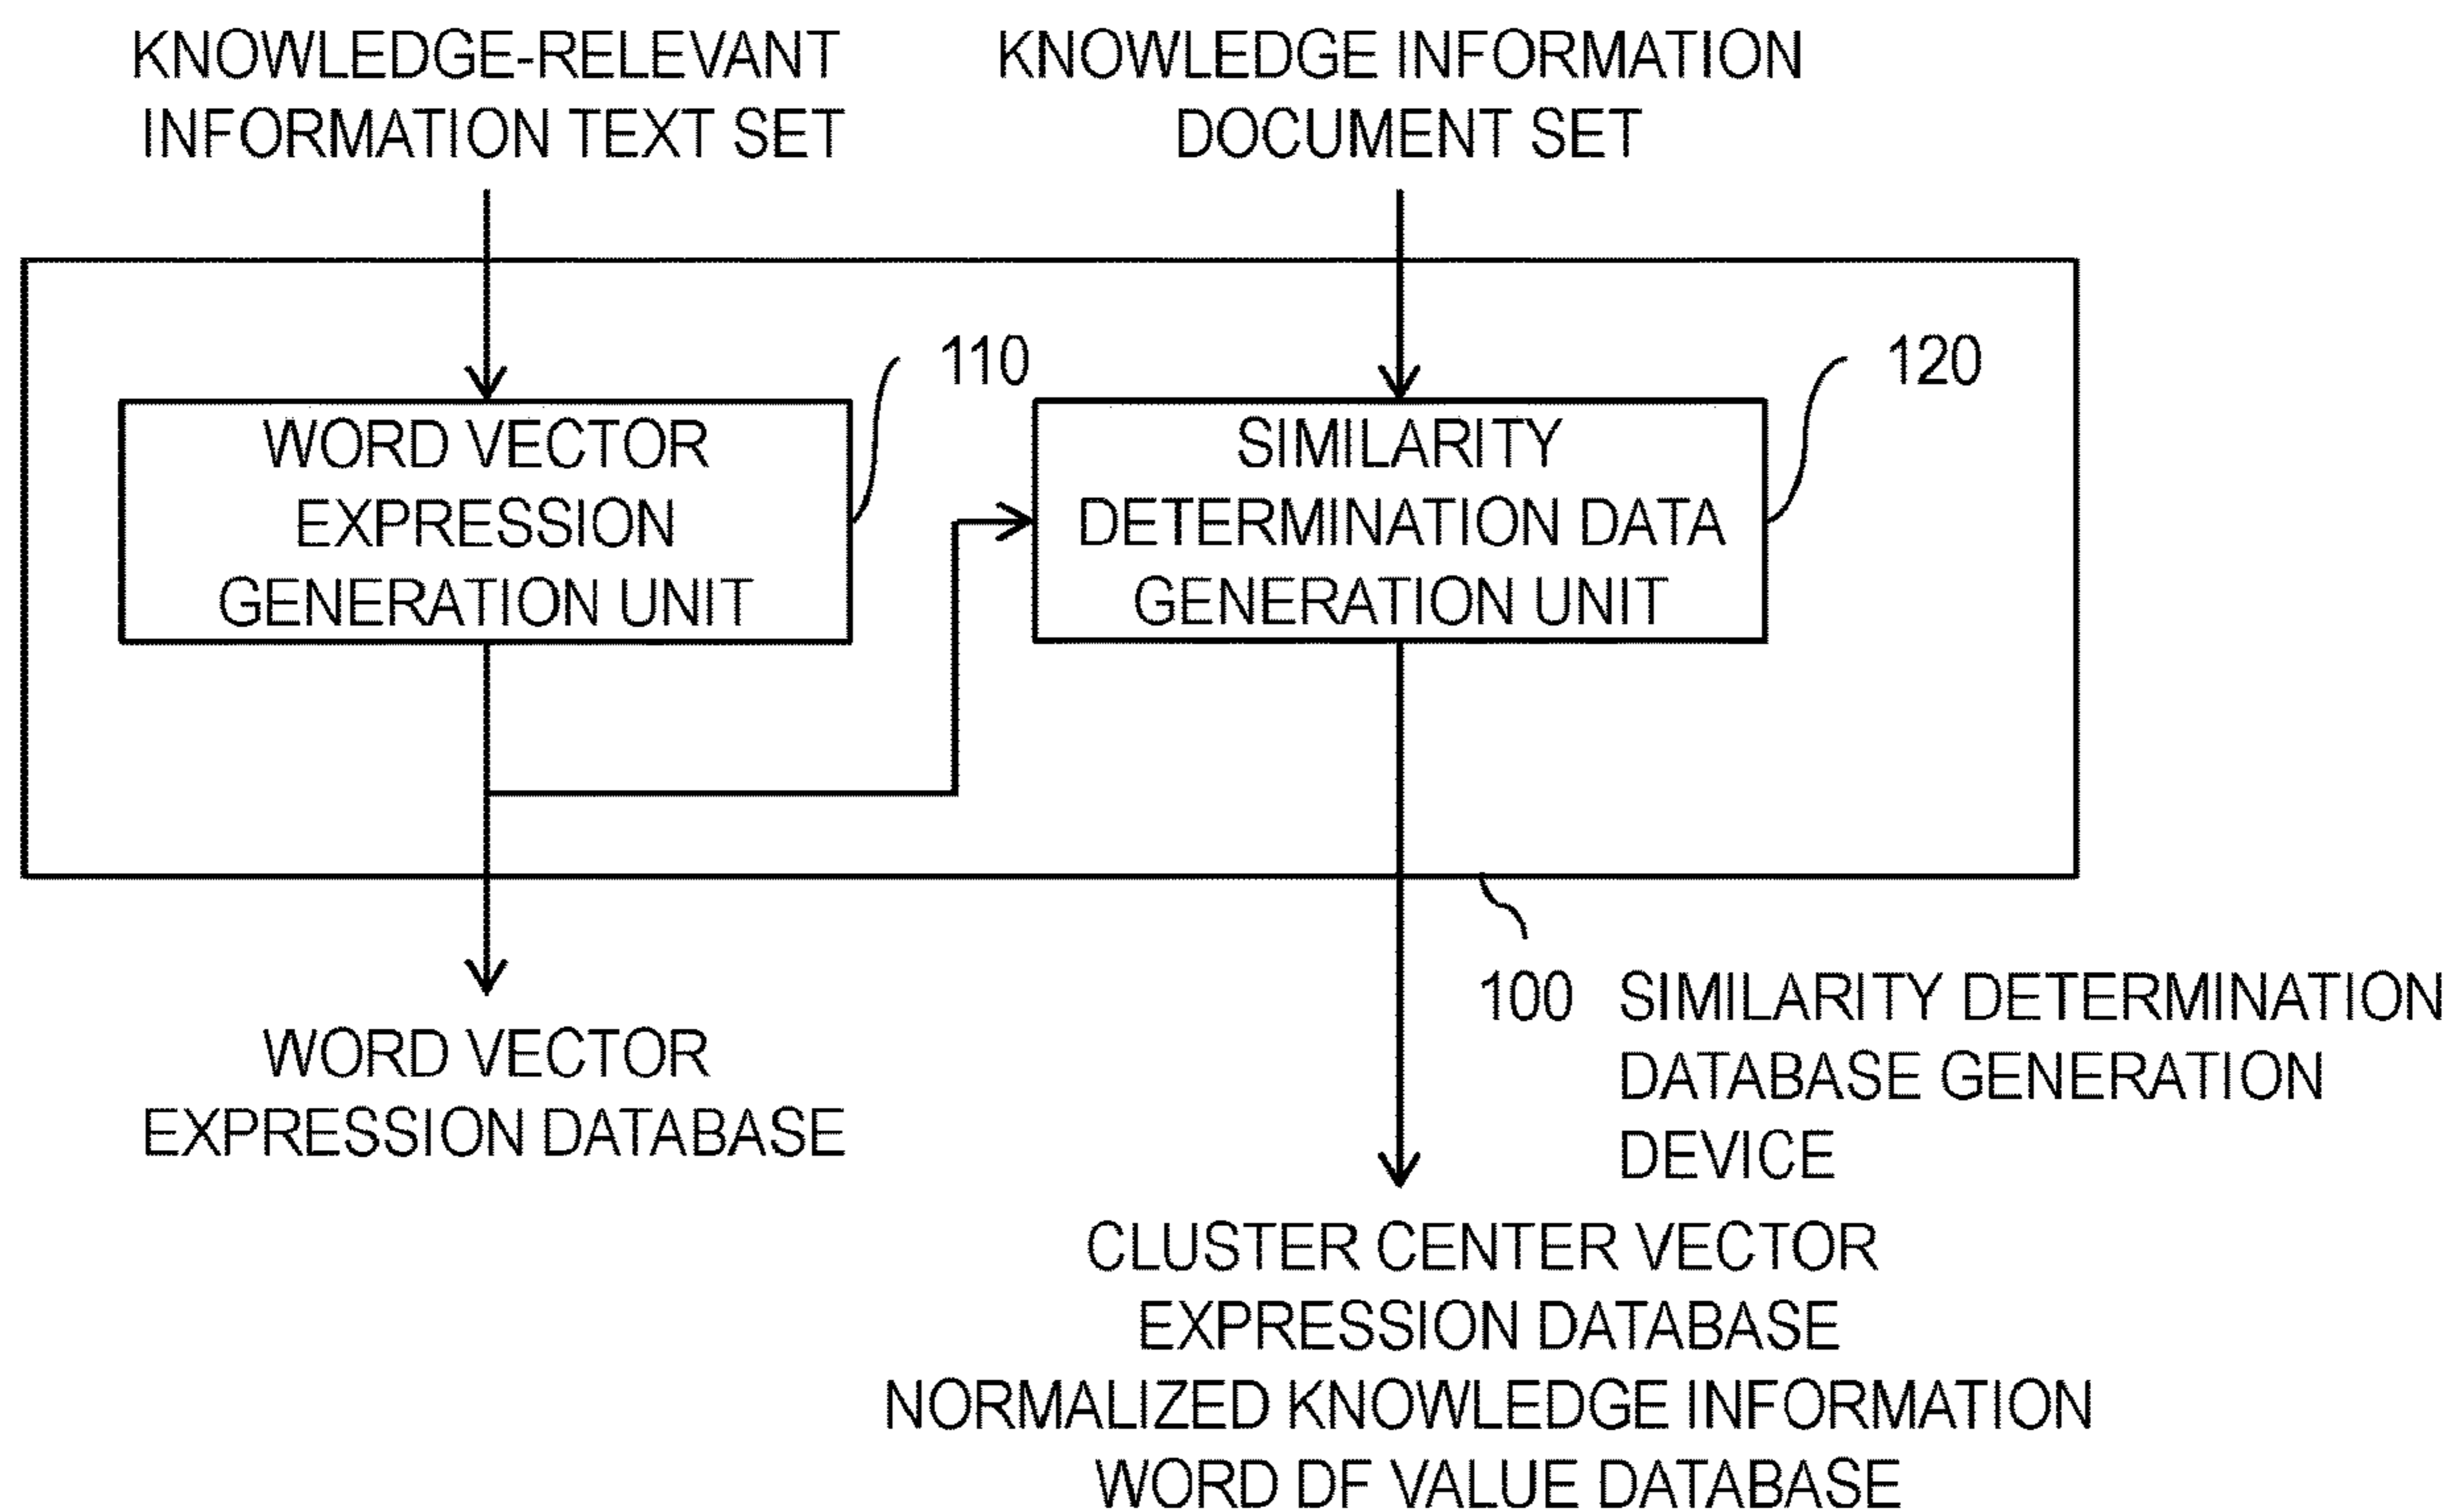 KNOWLEDGE-RELEVANT
INFORMATION TEXT SET
KNOWLEDGE INFORMATION
DOCUMENT SET
110
120
WORD VECTOR
EXPRESSION
GENERATION UNIT
SIMILARITY
DETERMINATION DATA
GENERATION UNIT
100 SIMILARITY DETERMINATION
DATABASE GENERATION
DEVICE
WORD VECTOR
EXPRESSION DATABASE
CLUSTER CENTER VECTOR
EXPRESSION DATABASE
NORMALIZED KNOWLEDGE INFORMATION
WORD DF VALUE DATABASE